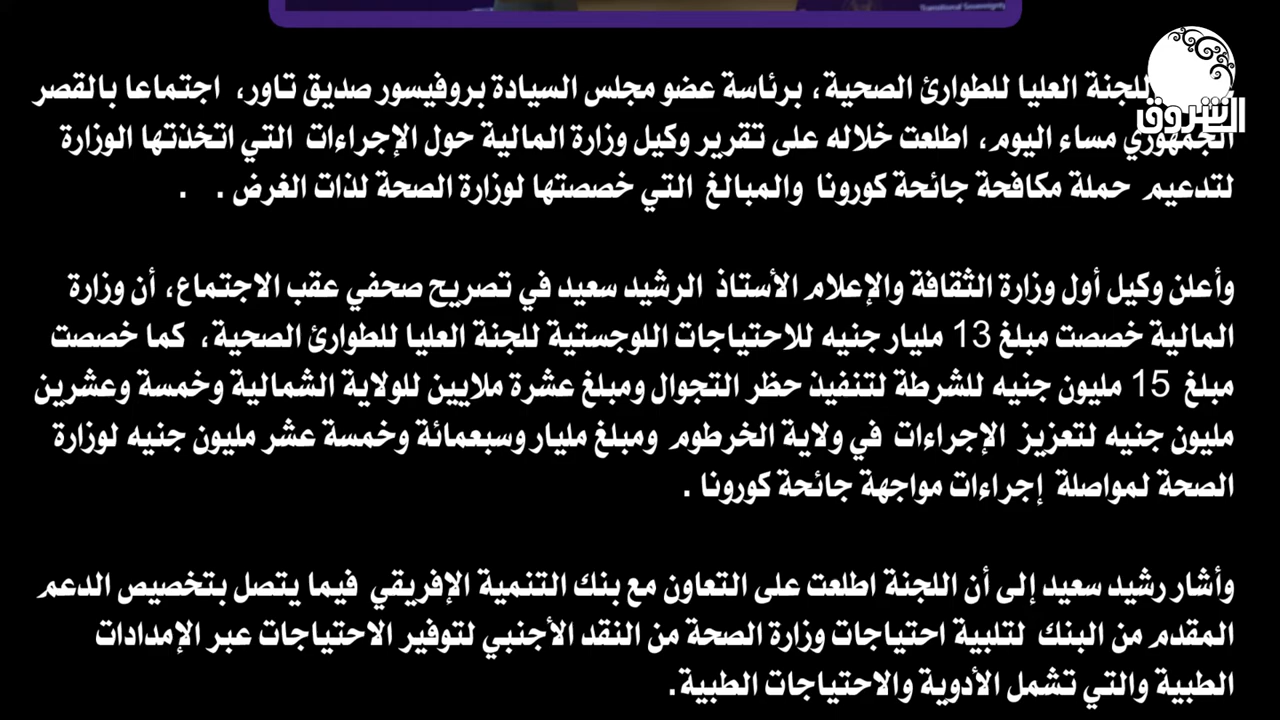 Transitional Sovereignty
الشروق
اللجنة العليا للطوارئ الصحية، برئاسة عضو مجلس السيادة بروفيسور صديق تاور، اجتماعا بالقصر
الجمهوري مساء اليوم، اطلعت خلاله على تقرير وكيل وزارة المالية حول الإجراءات التي اتخذتها الوزارة
لتدعيم حملة مكافحة جائحة كورونا والمبالغ التي خصصتها لوزارة الصحة لذات الغرض . .
وأعلن وكيل أول وزارة الثقافة والإعلام الأستاذ الرشيد سعيد في تصريح صحفي عقب الاجتماع، أن وزارة
المالية خصصت مبلغ 13 مليار جنيه للاحتياجات اللوجستية للجنة العليا للطوارئ الصحية، كما خصصت
مبلغ 15 مليون جنيه للشرطة لتنفيذ حظر التجوال ومبلغ عشرة ملايين للولاية الشمالية وخمسة وعشرين
مليون جنيه لتعزيز الإجراءات في ولاية الخرطوم ومبلغ مليار وسبعمائة وخمسة عشر مليون جنيه لوزارة
الصحة لمواصلة إجراءات مواجهة جائحة كورونا .
وأشار رشيد سعيد إلى أن اللجنة اطلعت على التعاون مع بنك التنمية الإفريقي فيما يتصل بتخصيص الدعم
المقدم من البنك لتلبية احتياجات وزارة الصحة من النقد الأجنبي لتوفير الاحتياجات عبر الإمدادات
الطبية والتي تشمل الأدوية والاحتياجات الطبية.